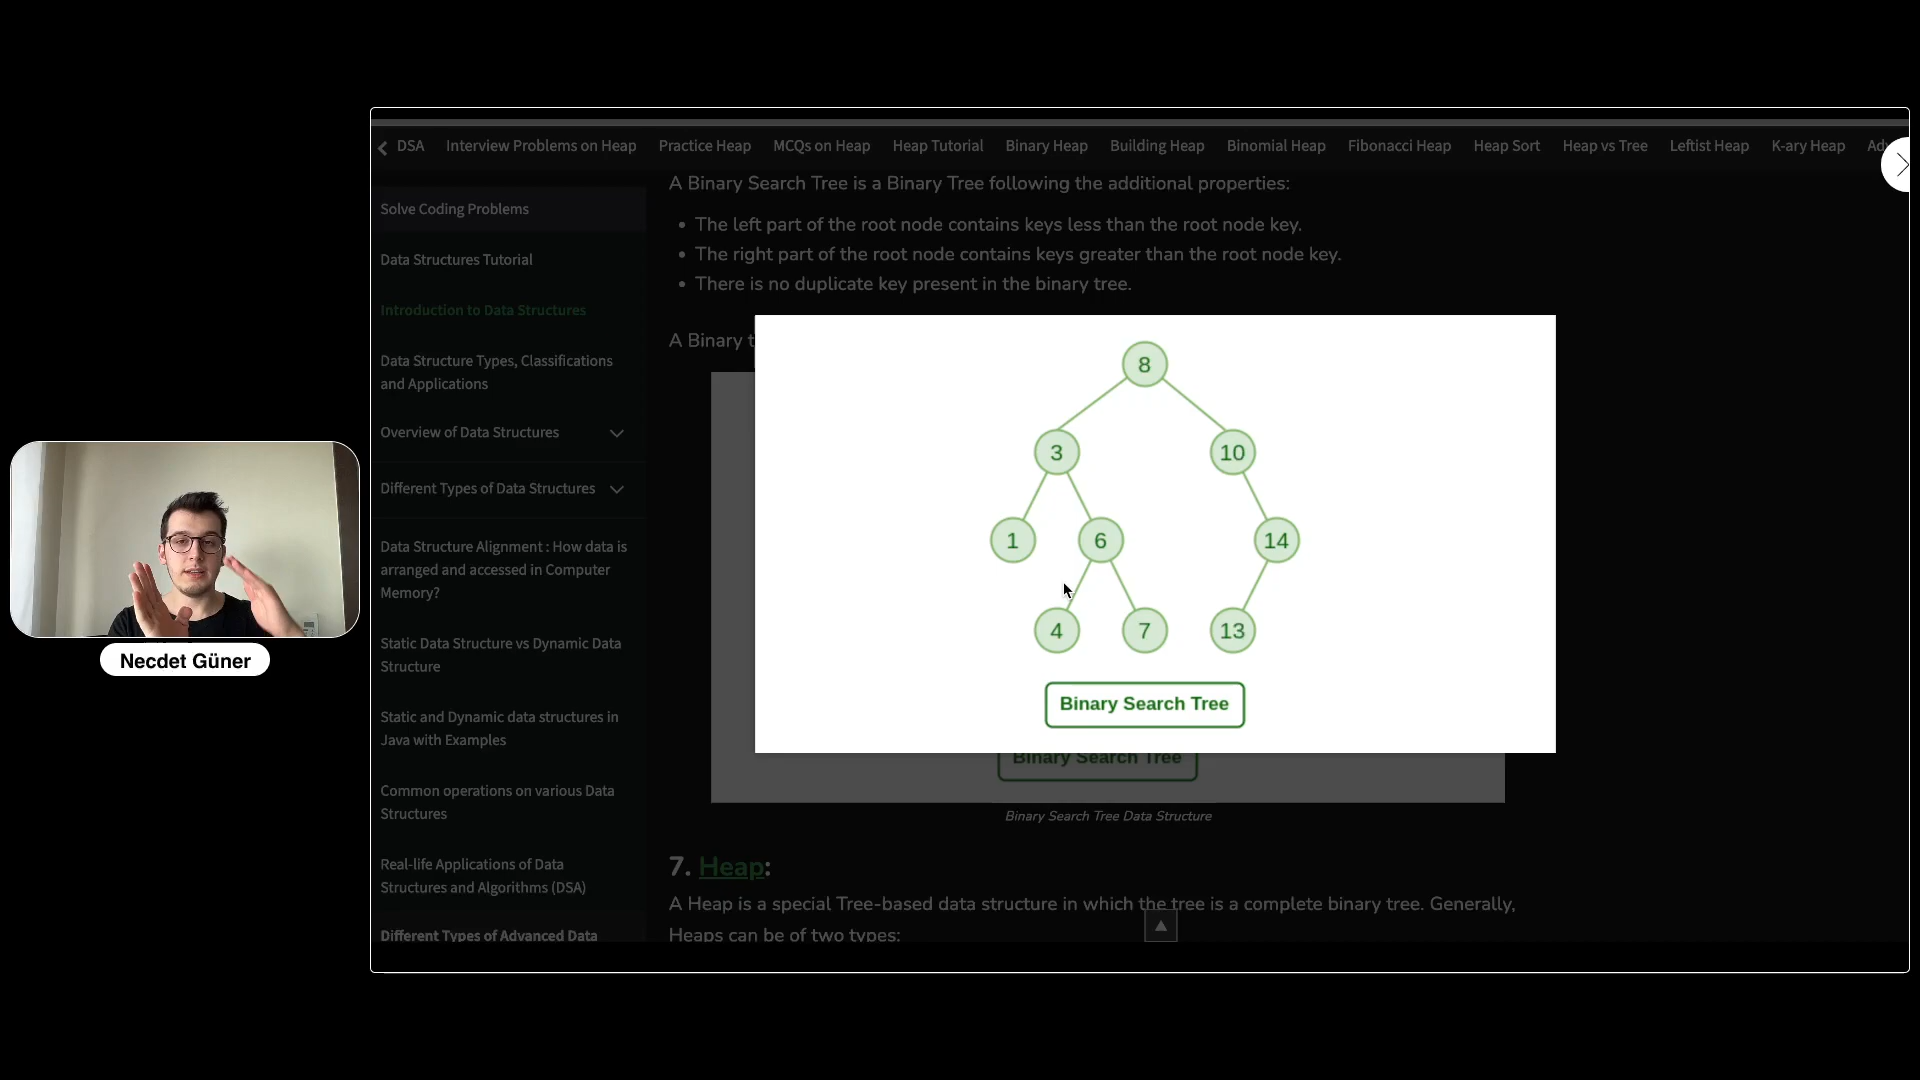 DSA Interview Problems on Heap Practice Heap MCQs on Heap Heap Tutorial Binary Heap Building Heap Binomial Heap Fibonacci Heap Heap Sort Heap vs Tree Leftist Heap K-ary Heap
Solve Coding Problems
Data Structures Tutorial
Introduction to Data Structures
Data Structure Types, Classifications
and Applications
Overview of Data Structures
Different Types of Data Structures
Data Structure Alignment : How data is
arranged and accessed in Computer
Memory?
Static Data Structure vs Dynamic Data
Structure
Static and Dynamic data structures in
Java with Examples
Common operations on various Data
Structures
Real-life Applications of Data
Structures and Algorithms (DSA)
Different Types of Advanced Data
A Binary Search Tree is a Binary Tree following the additional properties:
• The left part of the root node contains keys less than the root node key.
• The right part of the root node contains keys greater than the root node key.
• There is no duplicate key present in the binary tree.
A Binary
8
3 10
1 6 14
4 7 13
Binary Search Tree
Binary Search Tree
Binary Search Tree Data Structure
7. Heap:
A Heap is a special Tree-based data structure in which the tree is a complete binary tree. Generally,
Heaps can be of two types:
Necdet Güner